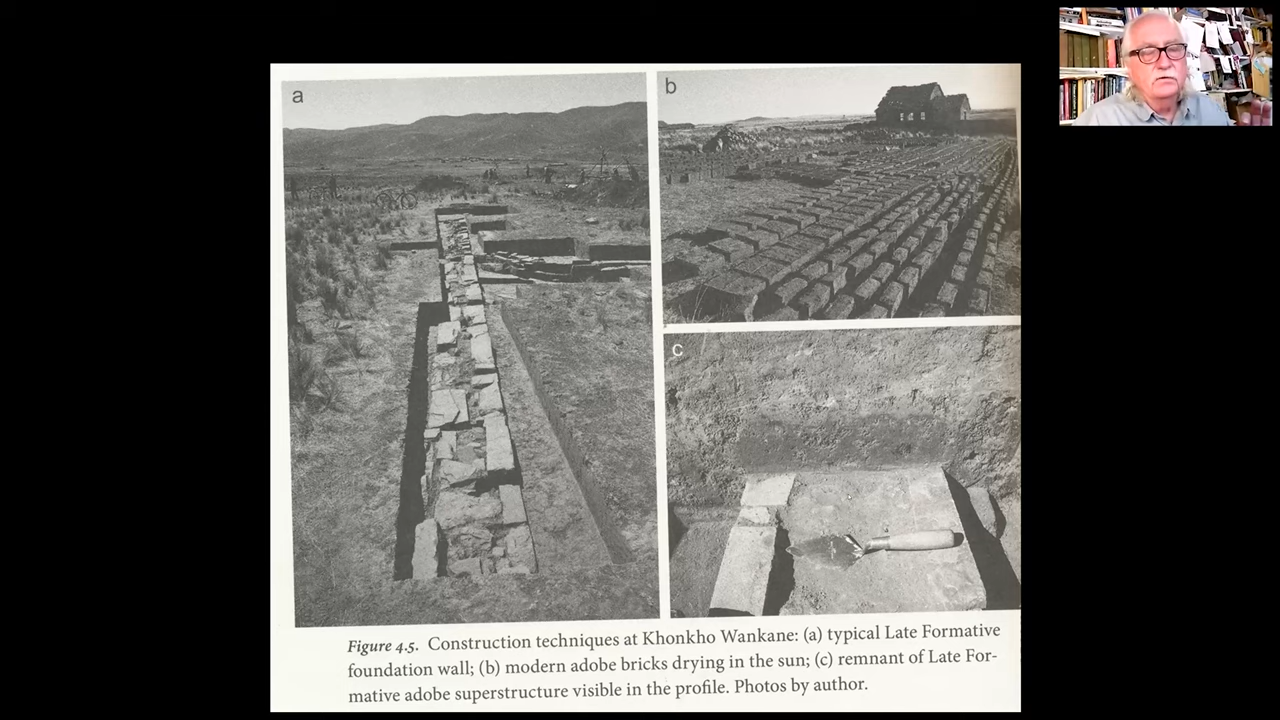 a
b
c
Figure 4.5. Construction techniques at Khonkho Wankane: (a) typical Late Formative
foundation wall; (b) modern adobe bricks drying in the sun; (c) remnant of Late For-
mative adobe superstructure visible in the profile. Photos by author.